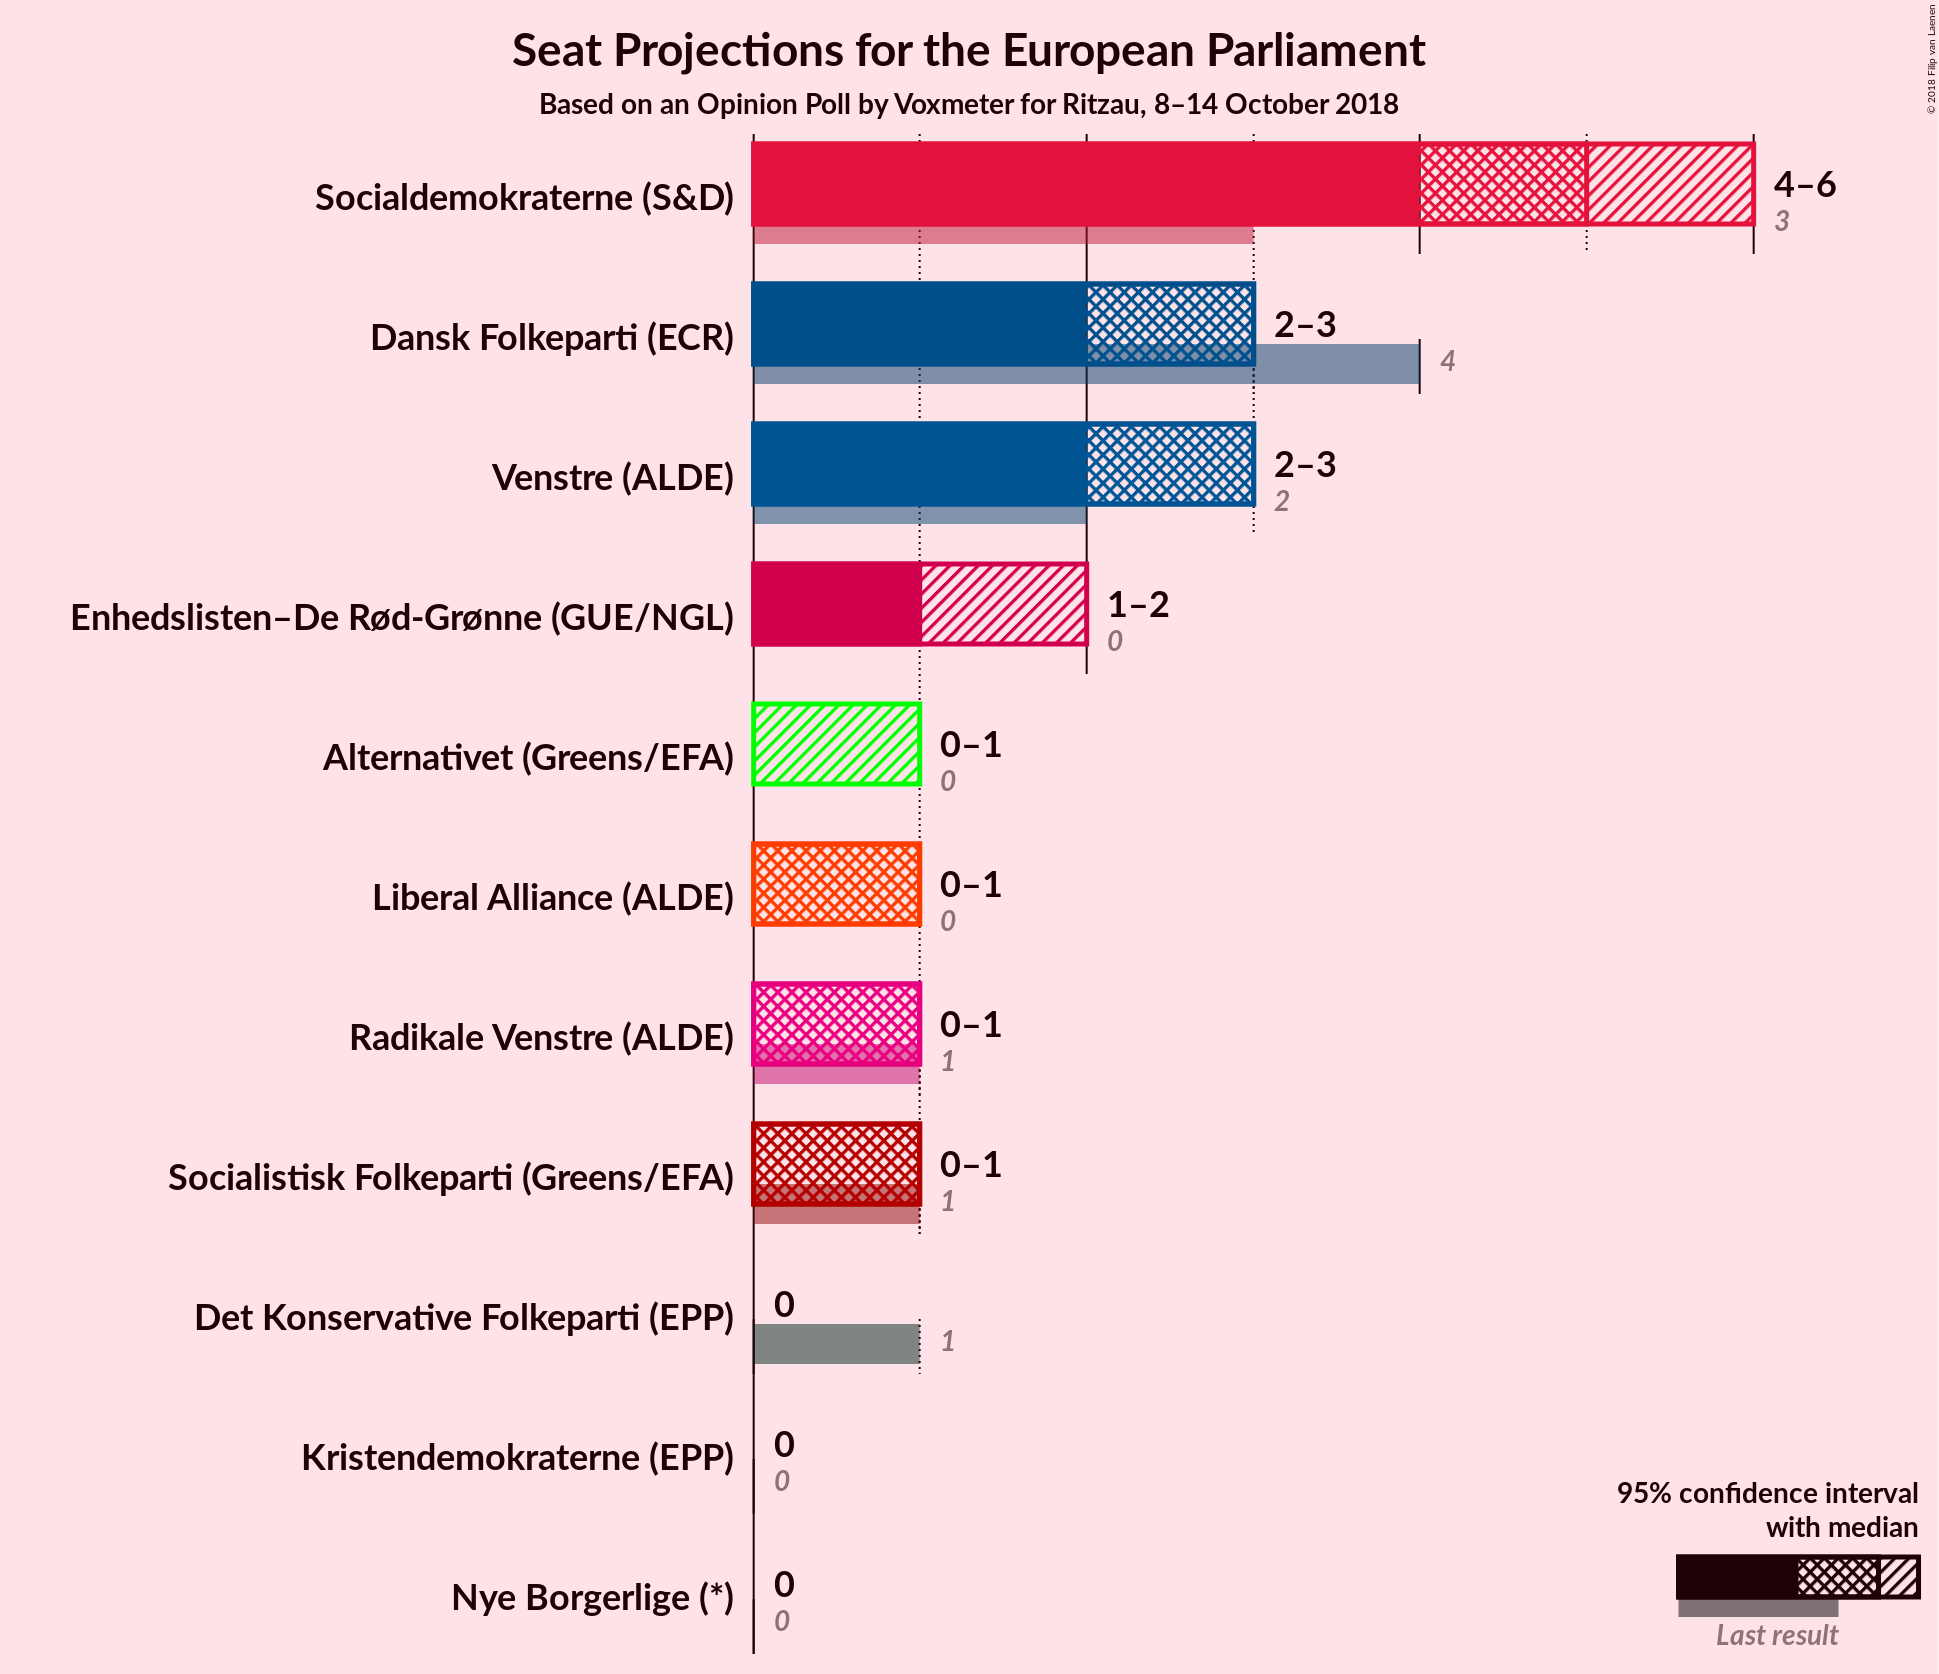 Seat Projections for the European Parliament
Based on an Opinion Poll by Voxmeter for Ritzau, 8–14 October 2018
© 2018 Filip van Laenen
Socialdemokraterne (S&D)
4–6
3
Dansk Folkeparti (ECR)
2–3
4
Venstre (ALDE)
2–3
2
Enhedslisten–De Rød-Grønne (GUE/NGL)
1–2
0
Alternativet (Greens/EFA)
0–1
0
Liberal Alliance (ALDE)
0–1
0
Radikale Venstre (ALDE)
0–1
1
Socialistisk Folkeparti (Greens/EFA)
0–1
1
Det Konservative Folkeparti (EPP)
0
1
Kristendemokraterne (EPP)
0
0
Nye Borgerlige (*)
0
0
95% confidence interval
with median
Last result